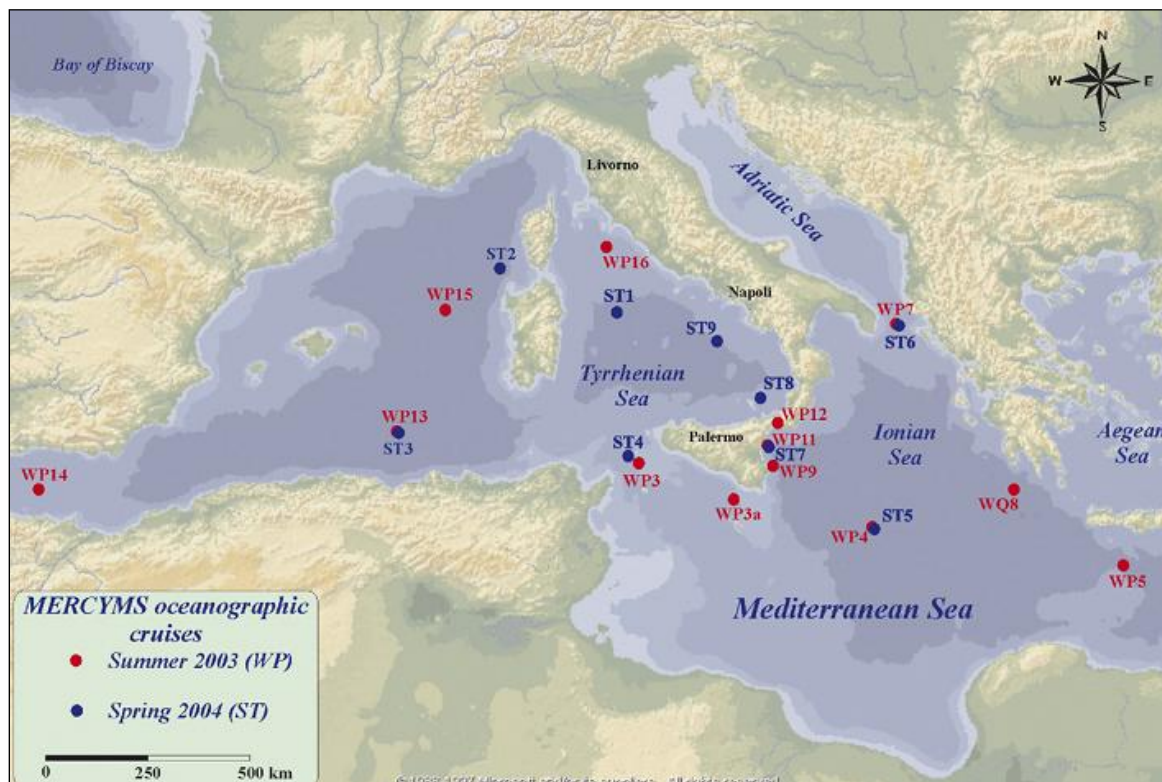 Bay of Biscay
N
W E
S
Livorno
Adriatic Sea
ST2
WP16
WP15
ST1
Napoli
WP7
ST6
ST9
Tyrrhenian
Sea
ST8
WP13
ST3
WP12
Palermo
WP11
ST7
Ionian
Sea
Aegean
Sea
ST4
WP3
WP9
WP14
WP3a
WQ8
WP4
ST5
WP5
Mediterranean Sea
MERCYMS oceanographic
cruises
Summer 2003 (WP)
Spring 2004 (ST)
0 250 500 km